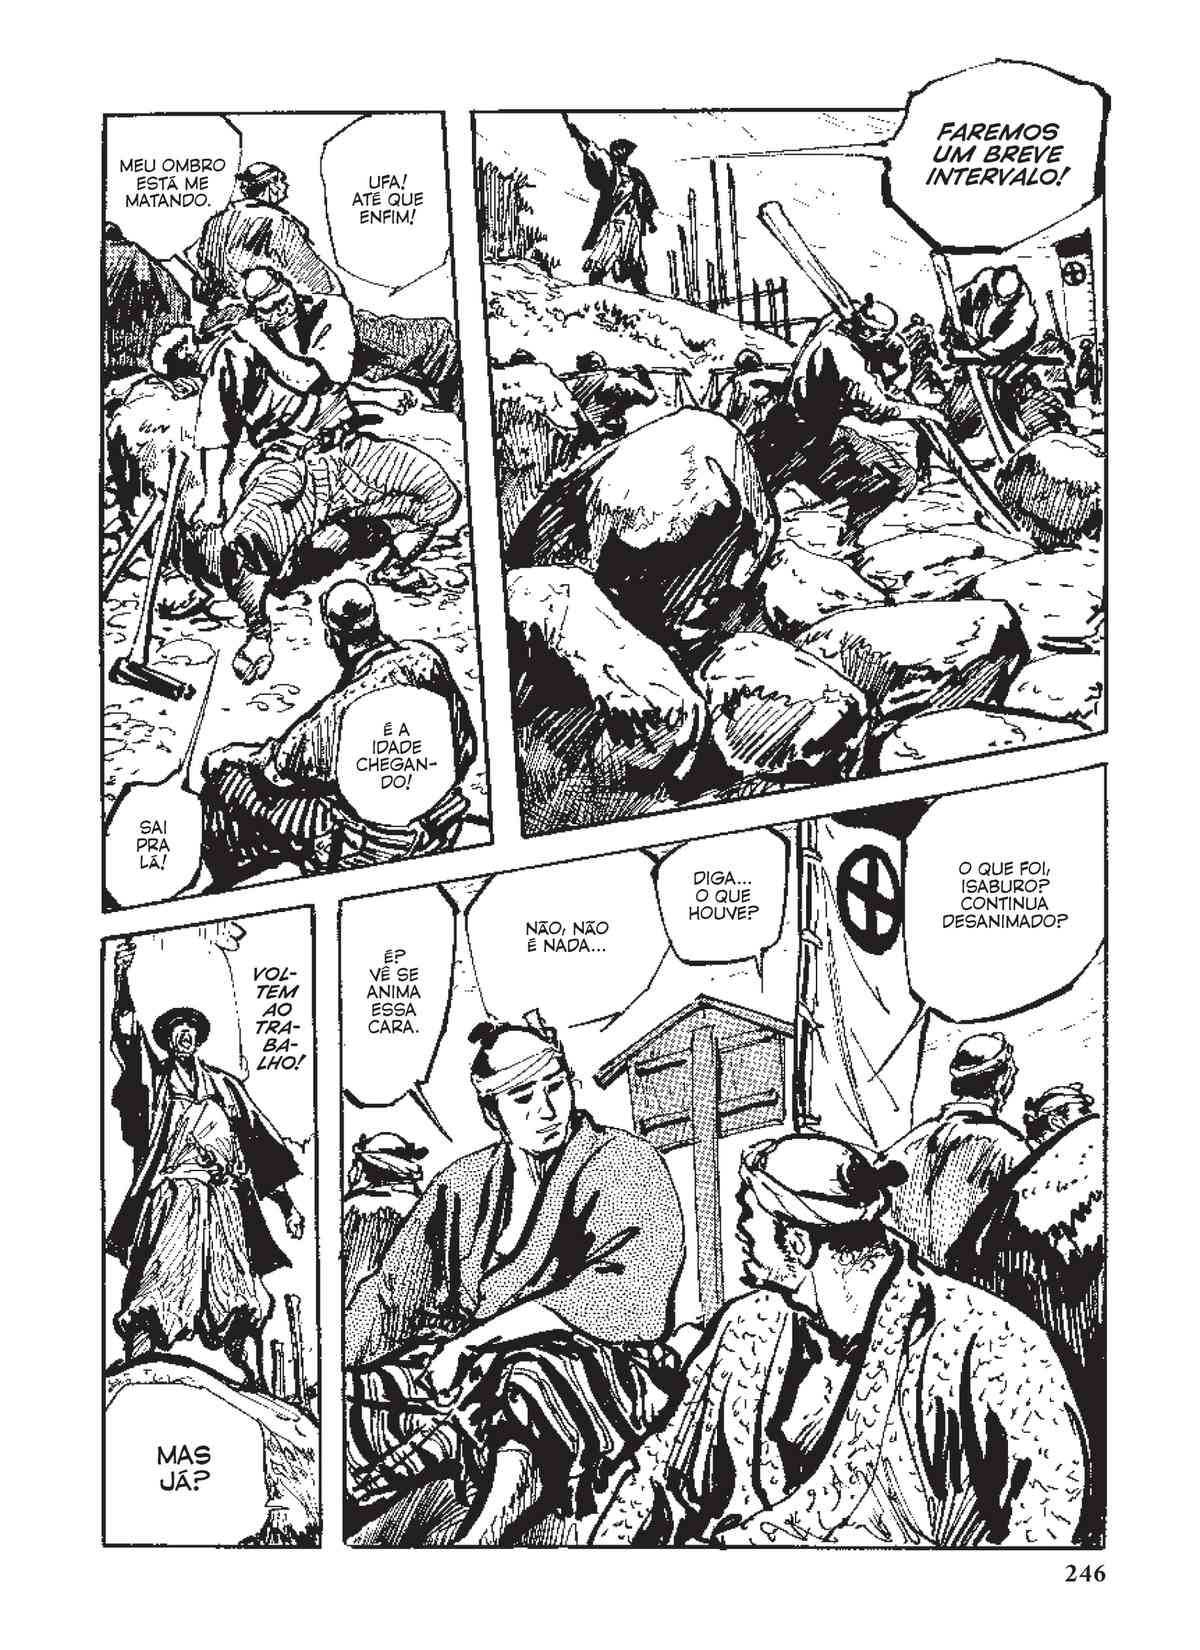 FAREMOS
UM BREVE
INTERVALO!
UFA!
ATÉ QUE
ENFIM!
MEU OMBRO
ESTÁ ME
MATANDO.
É A
IDADE
CHEGAN-
DO!
SAI
PRA
LÁ!
O QUE FOI,
ISABURO?
CONTINUA
DESANIMADO?
DIGA...
O QUE
HOUVE?
NÃO, NÃO
É NADA...
É?
VÊ SE
ANIMA
ESSA
CARA.
VOL-
TEM
AO
TRA-
BA-
LHO!
MAS
JÁ?
246